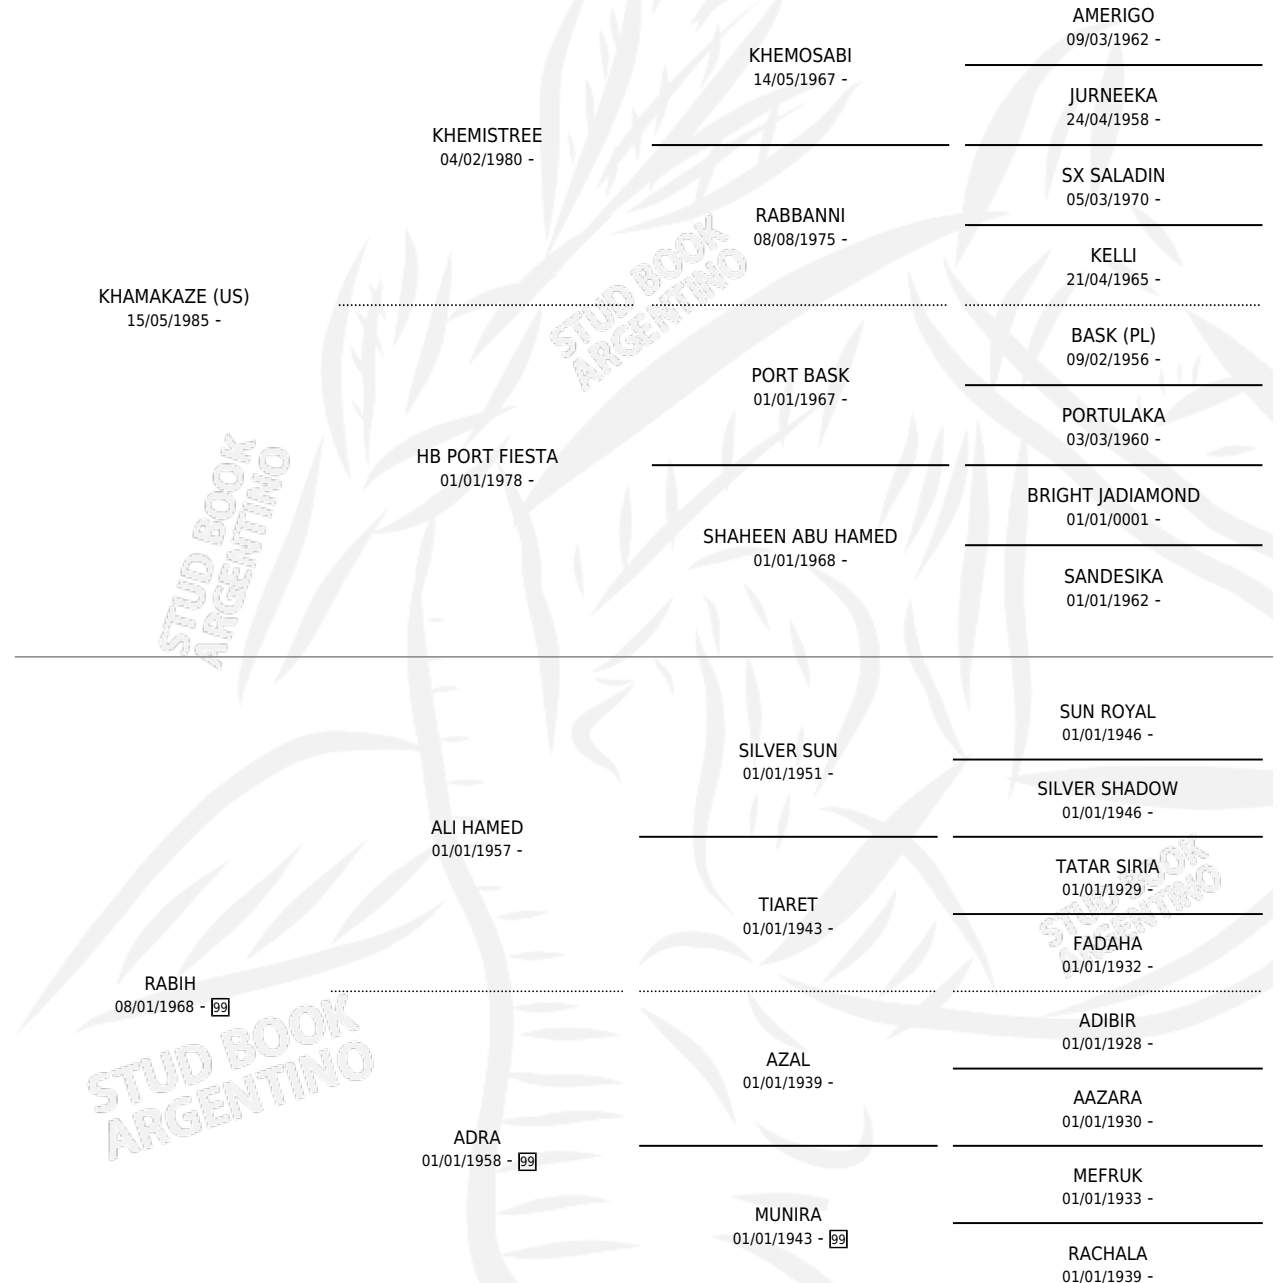 AMERIGO
09/03/1962 -
KHEMOSABI
14/05/1967 -
JURNEEKA
24/04/1958 -
KHEMISTREE
04/02/1980 -
SX SALADIN
05/03/1970 -
RABBANNI
08/08/1975 -
KELLI
21/04/1965 -
KHAMAKAZE (US)
15/05/1985 -
BASK (PL)
09/02/1956 -
PORT BASK
01/01/1967 -
PORTULAKA
03/03/1960 -
HB PORT FIESTA
01/01/1978 -
BRIGHT JADIAMOND
01/01/0001 -
SHAHEEN ABU HAMED
01/01/1968 -
SANDESIKA
01/01/1962 -
STUD BOOK
ARGENTINO
STUD BOOK
ARGENTINO
SUN ROYAL
01/01/1946 -
SILVER SUN
01/01/1951 -
SILVER SHADOW
01/01/1946 -
ALI HAMED
01/01/1957 -
TATAR SIRIA
01/01/1929 -
TIARET
01/01/1943 -
FADAHA
01/01/1932 -
STUD BOOK
ARGENTINO
RABIH
08/01/1968 - 99
ADIBIR
01/01/1928 -
AZAL
01/01/1939 -
AAZARA
01/01/1930 -
STUD BOOK
ARGENTINO
ADRA
01/01/1958 - 99
MEFRUK
01/01/1933 -
MUNIRA
01/01/1943 - 99
RACHALA
01/01/1939 -